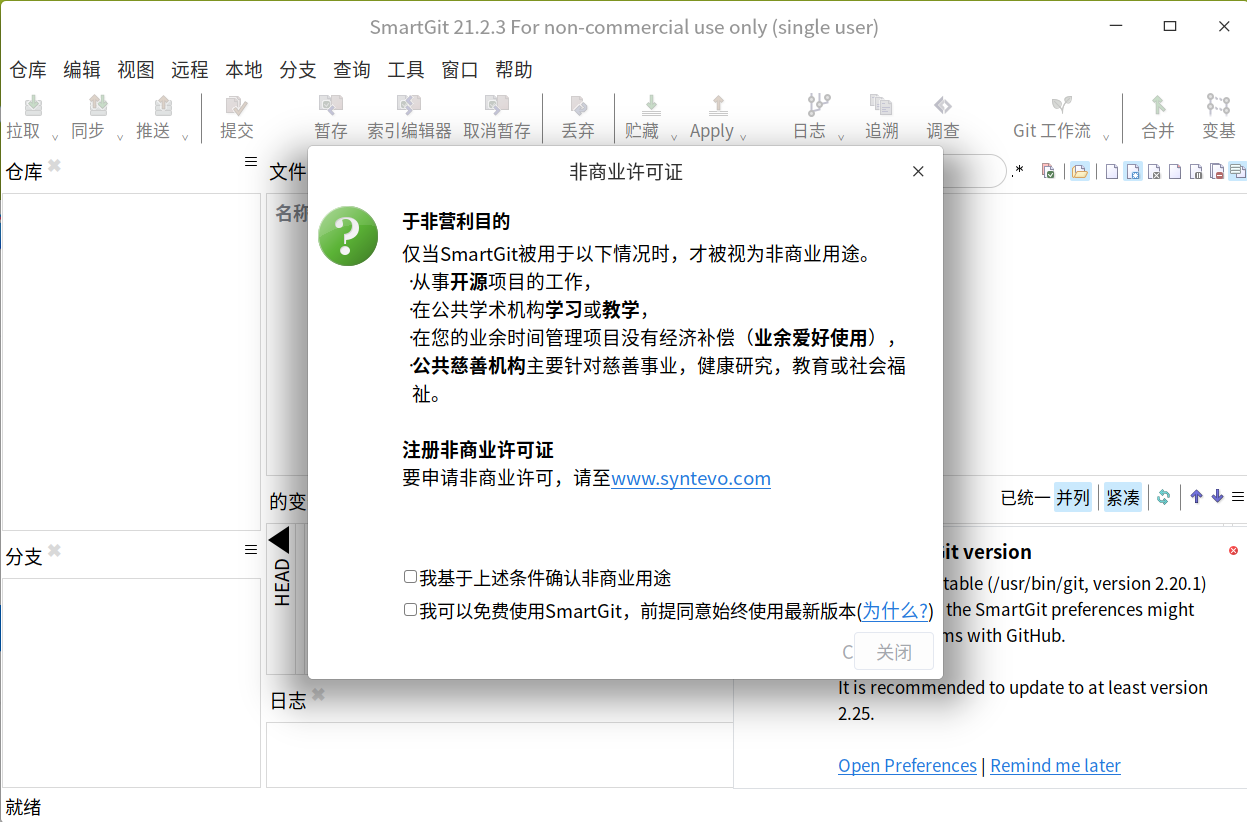 SmartGit 21.2.3 For non-commercial use only (single user)
仓库 编辑 视图 远程 本地 分支 查询 工具 窗口 帮助
拉取 同步 推送 提交 暂存 索引编辑器 取消暂存 丢弃 贮藏 Apply 日志 追溯 调查 Git 工作流 合并 变基
仓库
文件
.*
名称
非商业许可证
于非营利目的
仅当SmartGit被用于以下情况时，才被视为非商业用途。
·从事开源项目的工作，
·在公共学术机构学习或教学，
·在您的业余时间管理项目没有经济补偿（业余爱好使用），
·公共慈善机构主要针对慈善事业，健康研究，教育或社会福
祉。
注册非商业许可证
要申请非商业许可，请至www.syntevo.com
我基于上述条件确认非商业用途
我可以免费使用SmartGit，前提同意始终使用最新版本(为什么?)
C 关闭
的变
已统一 并列 紧凑
分支
HEAD
it version
table (/usr/bin/git, version 2.20.1)
the SmartGit preferences might
ms with GitHub.
It is recommended to update to at least version
2.25.
Open Preferences | Remind me later
日志
就绪